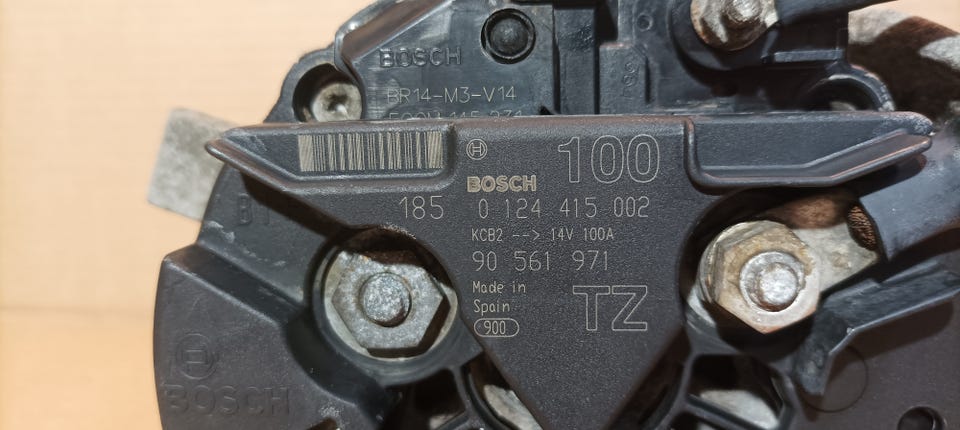 BOSCH
BR14-M3-V14
100
BOSCH
185 0 124 415 002
KCB2 --> 14V 100A
90 561 971
Made in
Spain
TZ
900
BOSCH